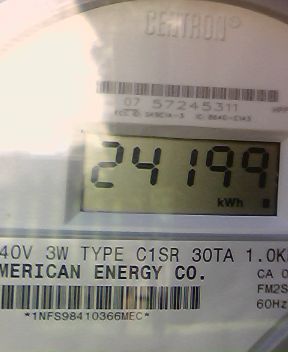 CENTRON®
07 57245311
24199
kWh
40V 3W TYPE C1SR 30TA 1.0K
MERICAN ENERGY CO.
CA 0
FM2S
60Hz
*1NFS98410366MEC*